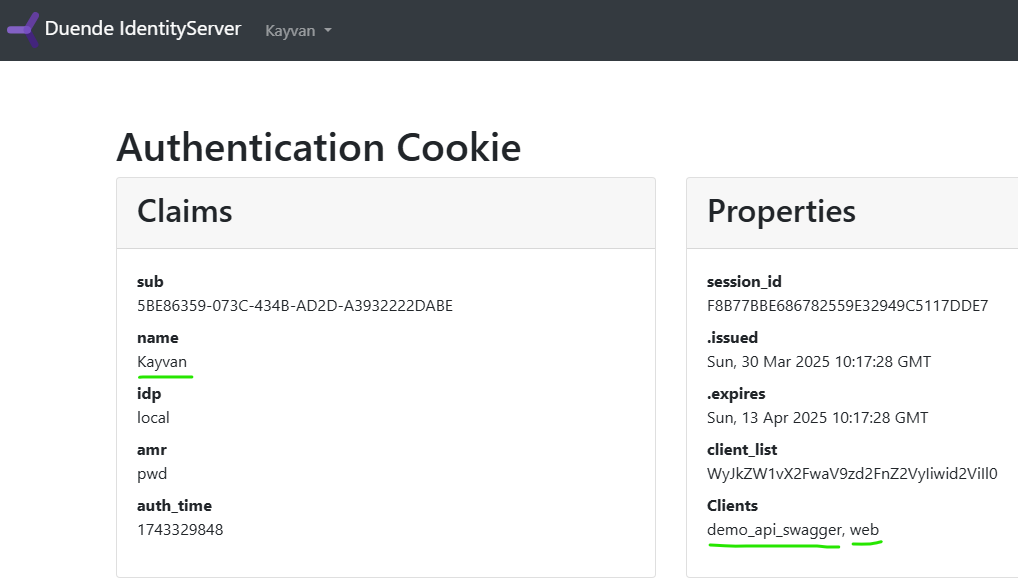 Duende IdentityServer Kayvan
Authentication Cookie
Claims
sub
5BE86359-073C-434B-AD2D-A3932222DABE
name
Kayvan
idp
local
amr
pwd
auth_time
1743329848
Properties
session_id
F8B77BBE686782559E32949C5117DDE7
.issued
Sun, 30 Mar 2025 10:17:28 GMT
.expires
Sun, 13 Apr 2025 10:17:28 GMT
client_list
WyJkZW1vX2FwaV9zd2FnZ2VyIiwid2ViIl0
Clients
demo_api_swagger, web